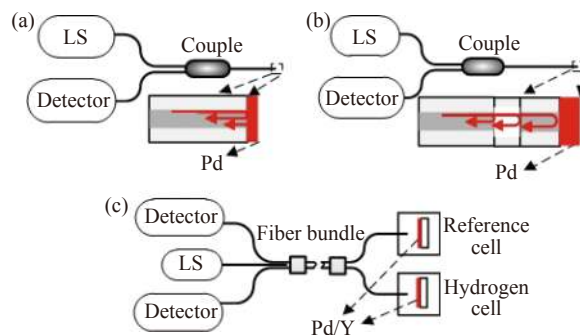 (a)
LS
Couple
Detector
Pd
(b)
LS
Couple
Detector
Pd
(c)
Detector
Fiber bundle
Reference
cell
LS
Detector
Hydrogen
cell
Pd/Y